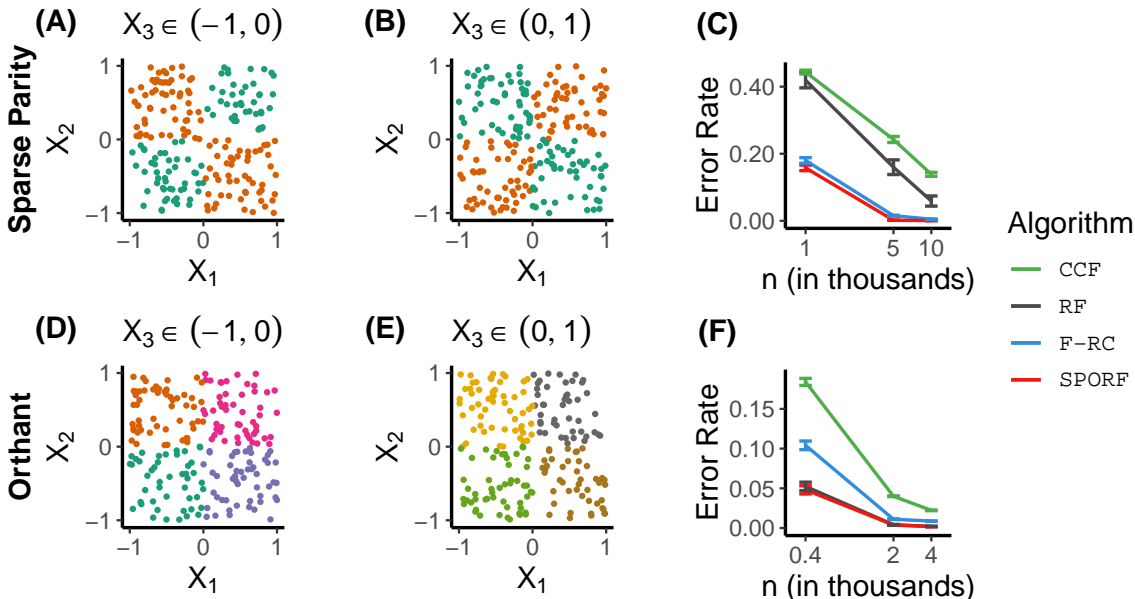 (A) X₃ ∈ (−1, 0)
Sparse Parity
X₂
1
0
−1
−1 0 1
X₁
(B) X₃ ∈ (0, 1)
X₂
1
0
−1
−1 0 1
X₁
(C)
Error Rate
0.40
0.20
0.00
1 5 10
n (in thousands)
Algorithm
CCF
RF
F-RC
SPORF
(D) X₃ ∈ (−1, 0)
Orthant
X₂
1
0
−1
−1 0 1
X₁
(E) X₃ ∈ (0, 1)
X₂
1
0
−1
−1 0 1
X₁
(F)
Error Rate
0.15
0.10
0.05
0.00
0.4 2 4
n (in thousands)